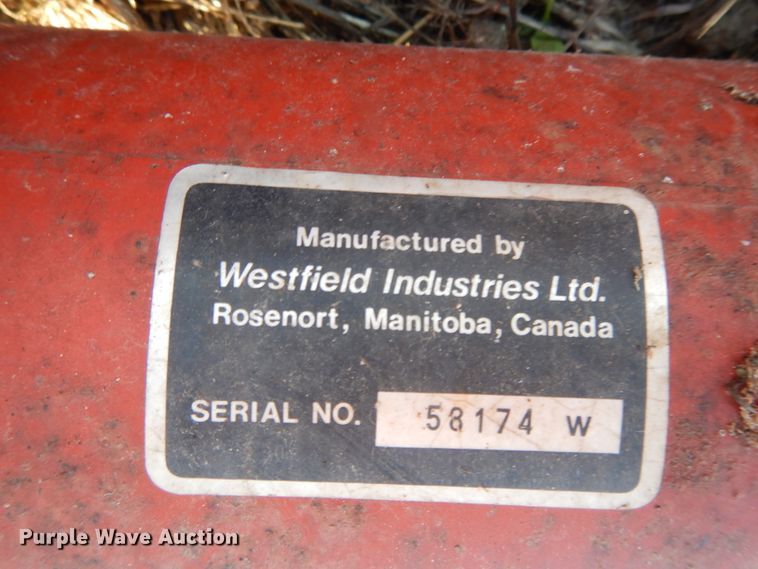 Manufactured by
Westfield Industries Ltd.
Rosenort, Manitoba, Canada
SERIAL NO. 58174 W
Purple Wave Auction